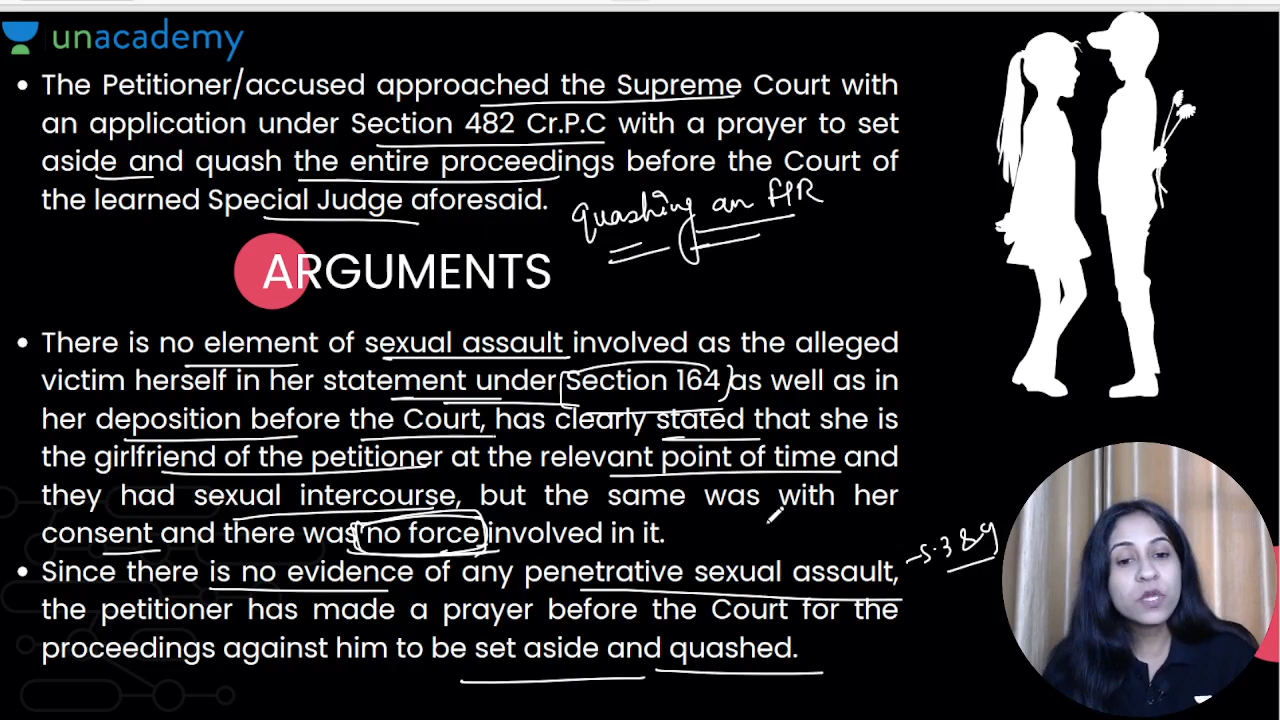 unacademy
• The Petitioner/accused approached the Supreme Court with
an application under Section 482 Cr.P.C with a prayer to set
aside and quash the entire proceedings before the Court of
the learned Special Judge aforesaid.
quashing an FIR
ARGUMENTS
• There is no element of sexual assault involved as the alleged
victim herself in her statement under Section 164 as well as in
her deposition before the Court, has clearly stated that she is
the girlfriend of the petitioner at the relevant point of time and
they had sexual intercourse, but the same was with her
consent and there was no force involved in it.
• Since there is no evidence of any penetrative sexual assault,
-S.3 & 9
the petitioner has made a prayer before the Court for the
proceedings against him to be set aside and quashed.